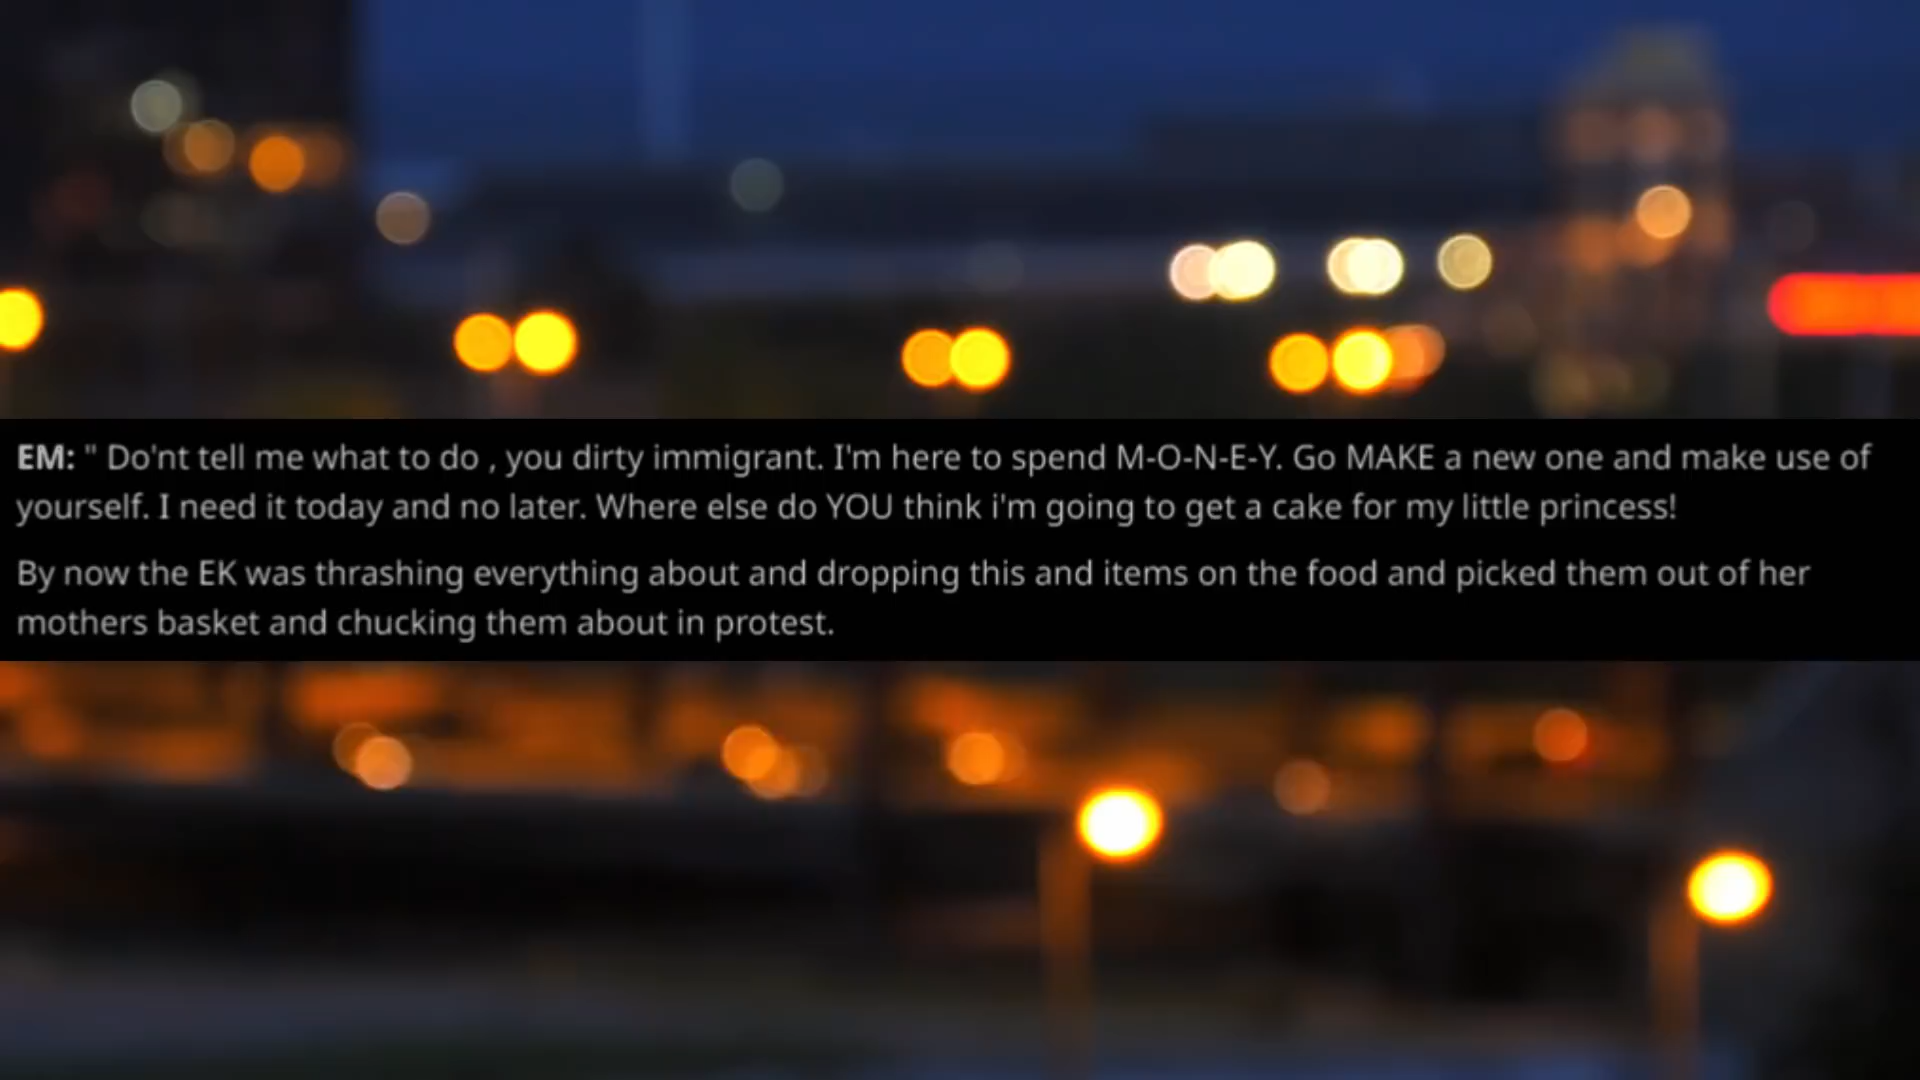 EM: " Do'nt tell me what to do , you dirty immigrant. I'm here to spend M-O-N-E-Y. Go MAKE a new one and make use of
yourself. I need it today and no later. Where else do YOU think i'm going to get a cake for my little princess!
By now the EK was thrashing everything about and dropping this and items on the food and picked them out of her
mothers basket and chucking them about in protest.